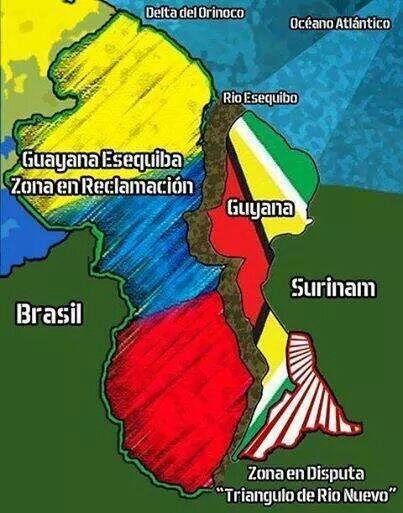 Delta del Orinoco
Océano Atlántico
Rio Esequibo
Guayana Esequiba
Zona en Reclamación
Guyana
Surinam
Brasil
Zona en Disputa
"Triangulo de Rio Nuevo"